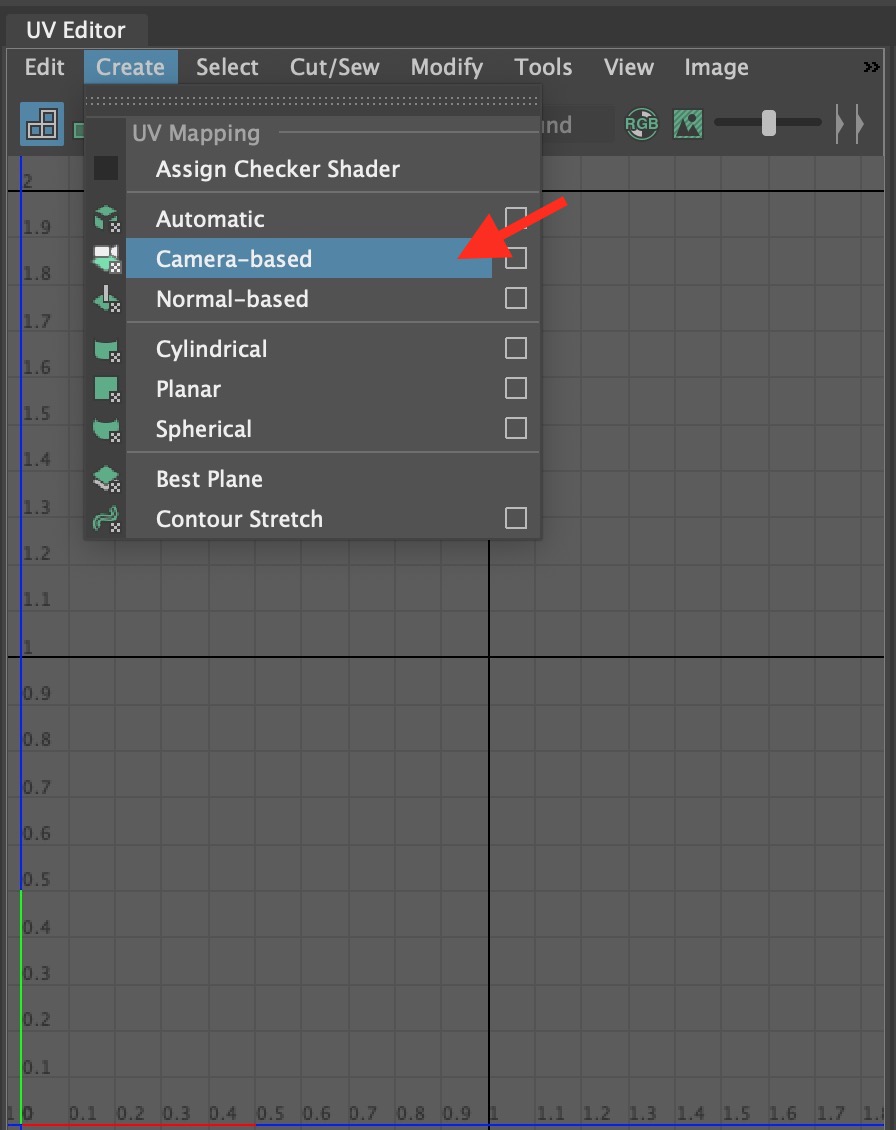 UV Editor
Edit Create Select Cut/Sew Modify Tools View Image »
RGB
UV Mapping
Assign Checker Shader
Automatic
Camera-based
Normal-based
Cylindrical
Planar
Spherical
Best Plane
Contour Stretch
2
1.9
1.8
1.7
1.6
1.5
1.4
1.3
1.2
1.1
1
0.9
0.8
0.7
0.6
0.5
0.4
0.3
0.2
0.1
0 0.1 0.2 0.3 0.4 0.5 0.6 0.7 0.8 0.9 1 1.1 1.2 1.3 1.4 1.5 1.6 1.7